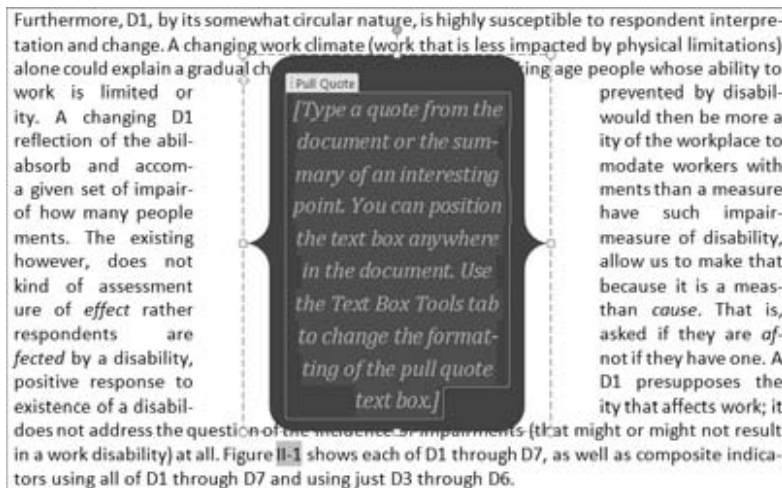 Furthermore, D1, by its somewhat circular nature, is highly susceptible to respondent interpre-
tation and change. A changing work climate (work that is less impacted by physical limitations)
alone could explain a gradual age people whose ability to
work is limited or prevented by disabil-
ity. A changing D1 would then be more a
reflection of the abil- ity of the workplace to
absorb and accom- modate workers with
a given set of impair- ments than a measure
of how many people have such impair-
ments. The existing measure of disability,
however, does not allow us to make that
kind of assessment because it is a meas-
ure of effect rather than cause. That is,
respondents are asked if they are af-
fected by a disability, not if they have one. A
positive response to D1 presupposes the
existence of a disabil- ity that affects work; it
does not address the question of the incidence of impairments (that might or might not result
in a work disability) at all. Figure II-1 shows each of D1 through D7, as well as composite indica-
tors using all of D1 through D7 and using just D3 through D6.
Pull Quote
[Type a quote from the
document or the sum-
mary of an interesting
point. You can position
the text box anywhere
in the document. Use
the Text Box Tools tab
to change the format-
ting of the pull quote
text box.]